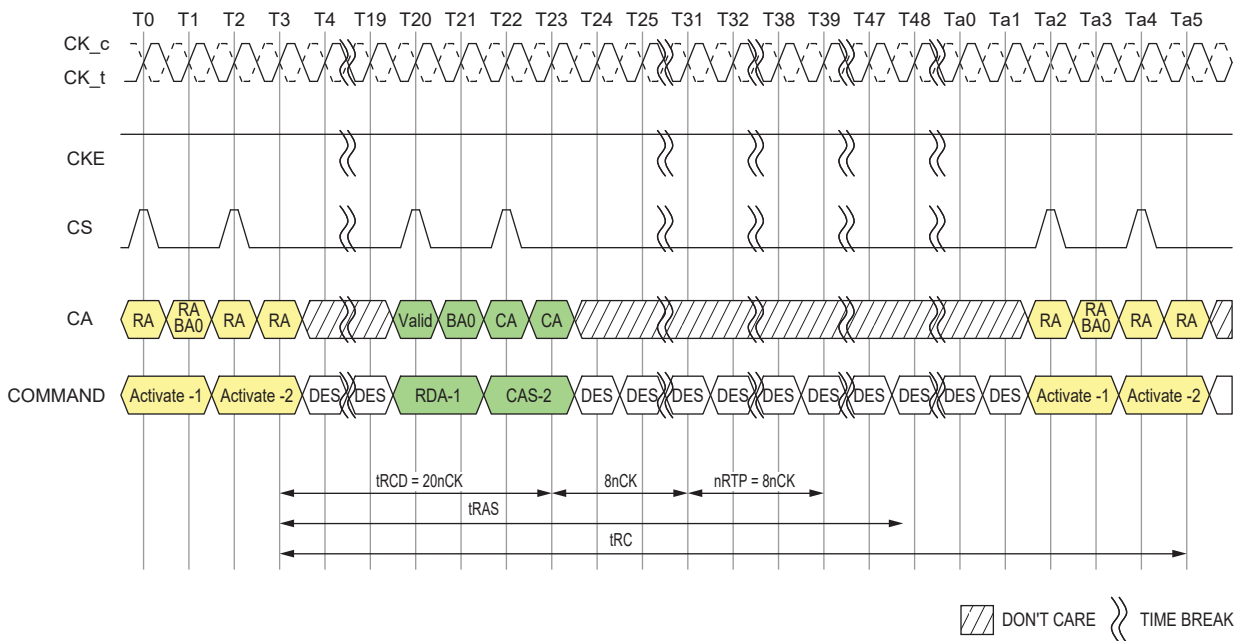 T0 T1 T2 T3 T4 T19 T20 T21 T22 T23 T24 T25 T31 T32 T38 T39 T47 T48 Ta0 Ta1 Ta2 Ta3 Ta4 Ta5
CK_c
CK_t
CKE
CS
CA RA RA BA0 RA RA Valid BA0 CA CA RA RA BA0 RA RA
COMMAND Activate -1 Activate -2 DES DES RDA-1 CAS-2 DES DES DES DES DES DES DES DES DES DES Activate -1 Activate -2
tRCD = 20nCK 8nCK nRTP = 8nCK
tRAS
tRC
DON'T CARE TIME BREAK